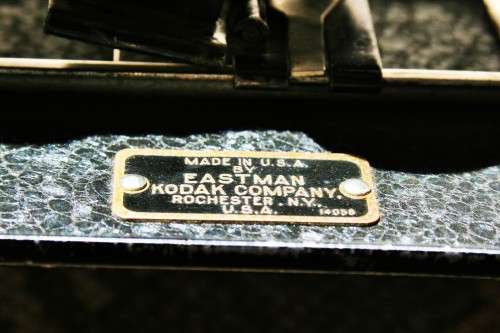 MADE IN U.S.A.
BY
EASTMAN
KODAK COMPANY.
ROCHESTER, N.Y.
U.S.A.